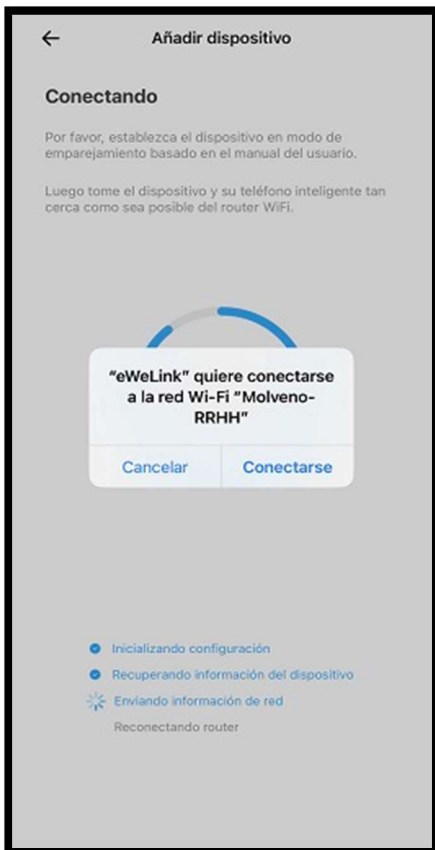 Añadir dispositivo
Conectando
Por favor, establezca el dispositivo en modo de
emparejamiento basado en el manual del usuario.
Luego tome el dispositivo y su teléfono inteligente tan
cerca como sea posible del router WiFi.
"eWeLink" quiere conectarse
a la red Wi-Fi "Molveno-
RRHH"
Cancelar Conectarse
Inicializando configuración
Recuperando información del dispositivo
Enviando información de red
Reconectando router